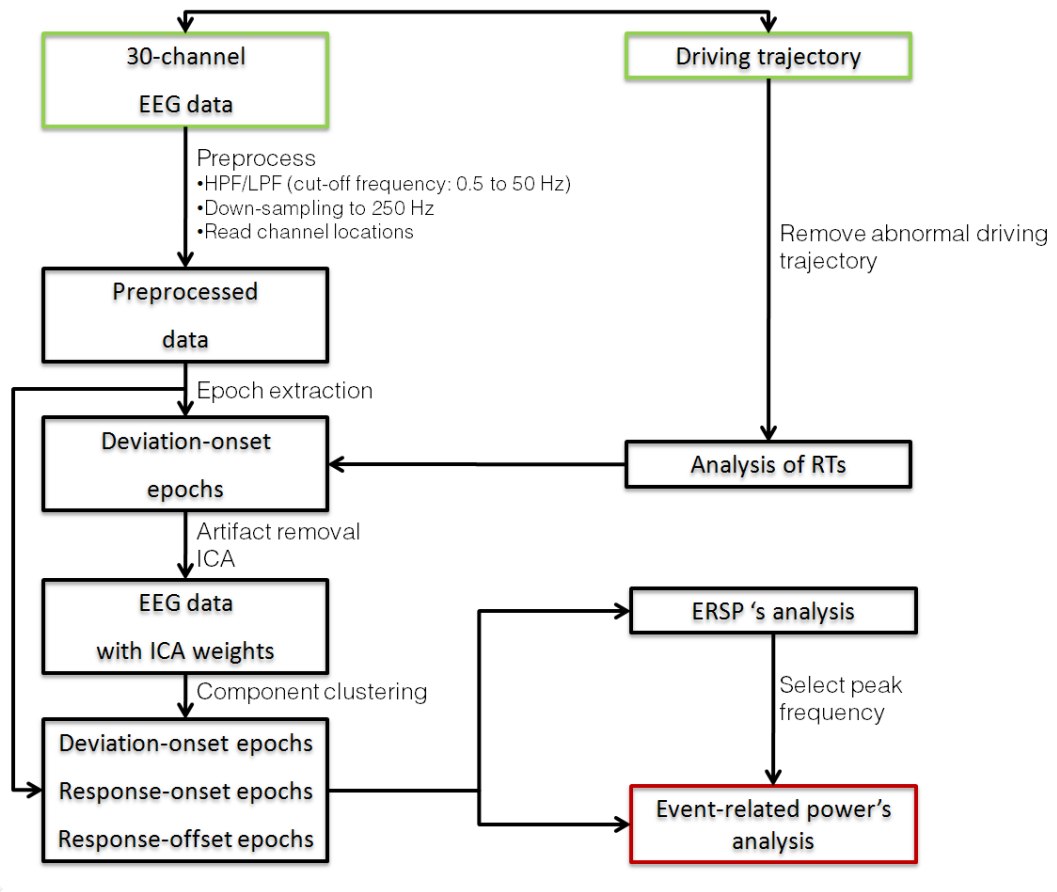 30-channel
EEG data
Driving trajectory
Preprocess
•HPF/LPF (cut-off frequency: 0.5 to 50 Hz)
•Down-sampling to 250 Hz
•Read channel locations
Remove abnormal driving
trajectory
Preprocessed
data
Epoch extraction
Deviation-onset
epochs
Analysis of RTs
Artifact removal
ICA
EEG data
with ICA weights
ERSP ‘s analysis
Component clustering
Select peak
frequency
Deviation-onset epochs
Response-onset epochs
Response-offset epochs
Event-related power’s
analysis